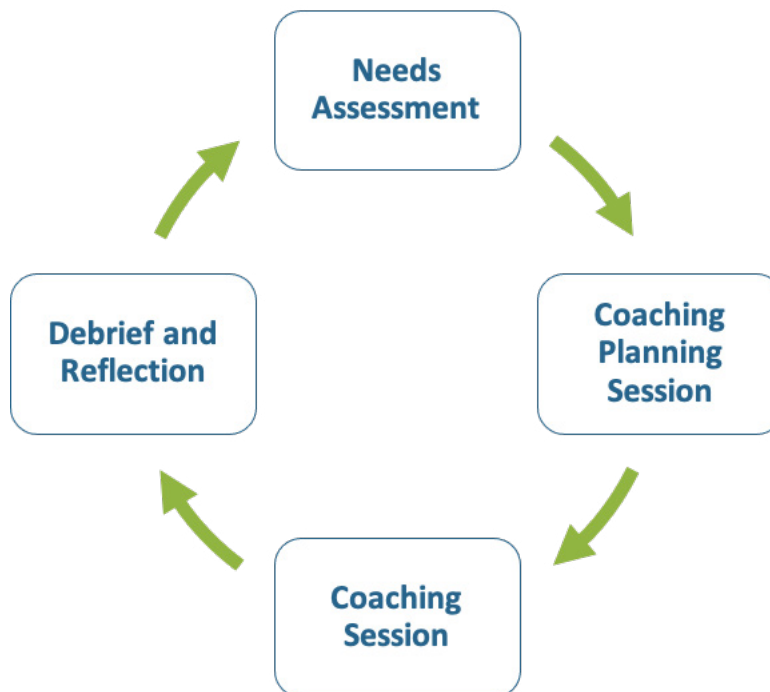 Needs
Assessment
Coaching
Planning
Session
Coaching
Session
Debrief and
Reflection